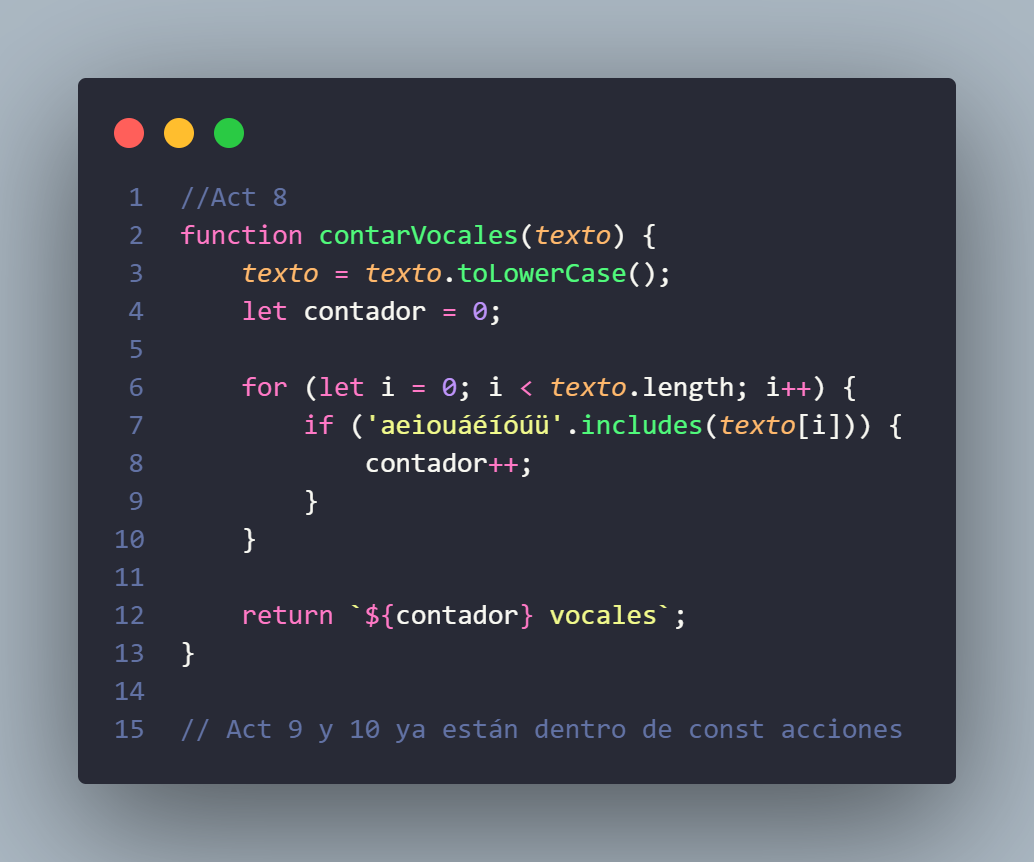 1 //Act 8
2 function contarVocales(texto) {
3     texto = texto.toLowerCase();
4     let contador = 0;
5
6     for (let i = 0; i < texto.length; i++) {
7         if ('aeiouáéíóúü'.includes(texto[i])) {
8             contador++;
9         }
10     }
11
12     return `${contador} vocales`;
13 }
14
15 // Act 9 y 10 ya están dentro de const acciones